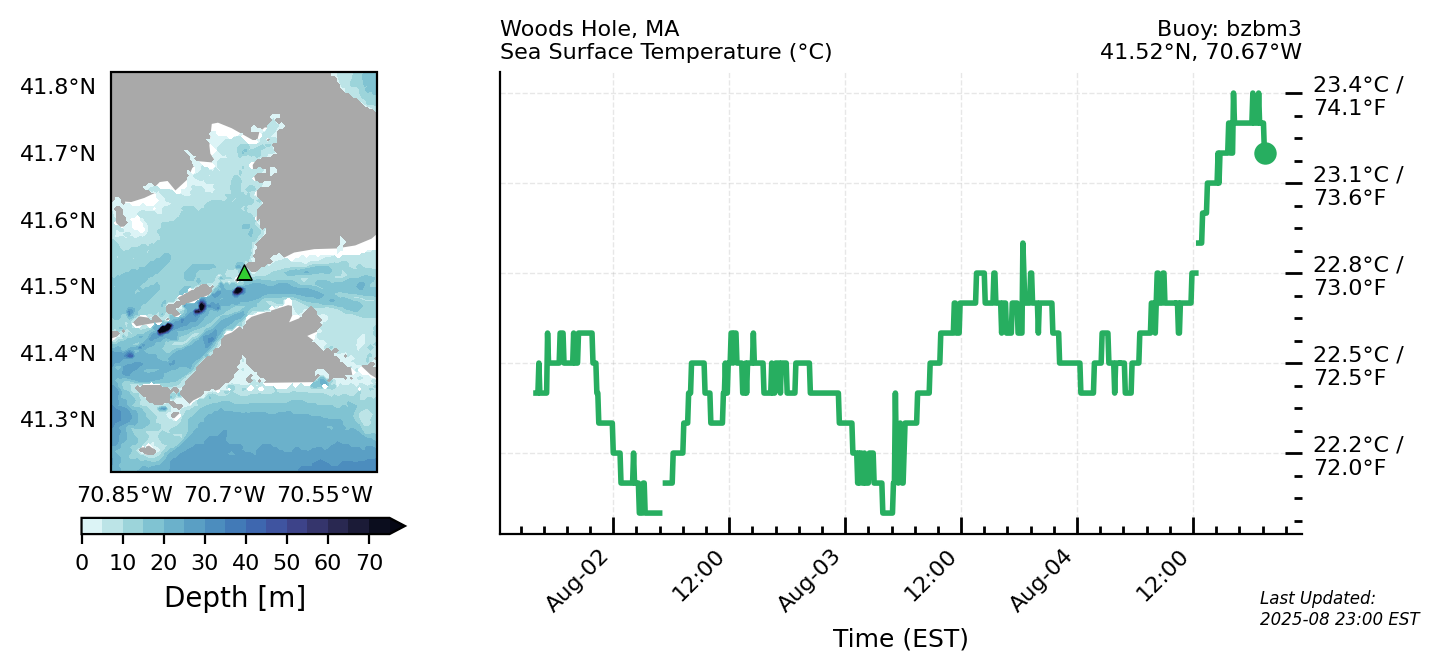 Woods Hole, MA
Sea Surface Temperature (°C)
Buoy: bzbm3
41.52°N, 70.67°W
41.8°N
41.7°N
41.6°N
41.5°N
41.4°N
41.3°N
70.85°W 70.7°W 70.55°W
0 10 20 30 40 50 60 70
Depth [m]
23.4°C /
74.1°F
23.1°C /
73.6°F
22.8°C /
73.0°F
22.5°C /
72.5°F
22.2°C /
72.0°F
Aug-02
12:00
Aug-03
12:00
Aug-04
12:00
Time (EST)
Last Updated:
2025-08 23:00 EST